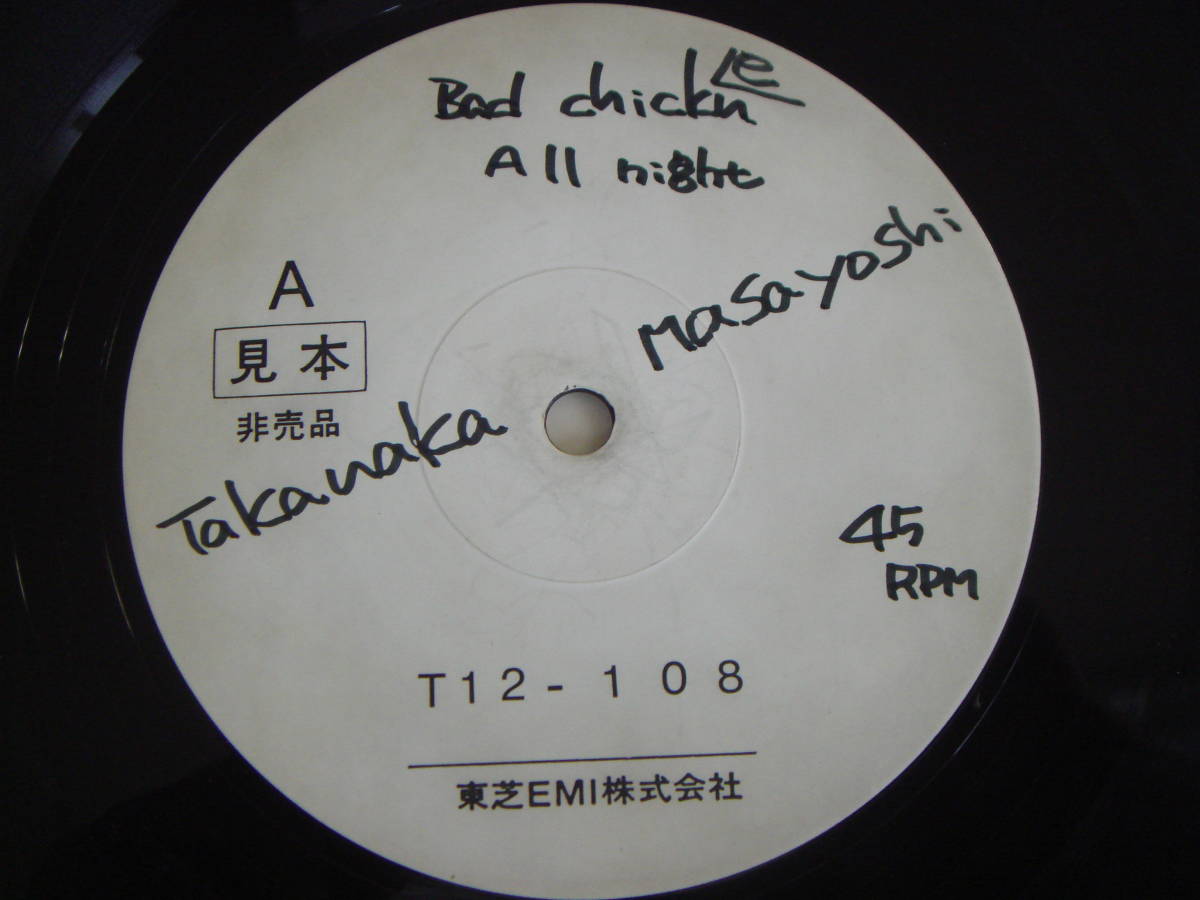 Bad chickn le
All night
Masayoshi
A
見本
非売品
Takanaka
45
RPM
T12-108
東芝EMI株式会社